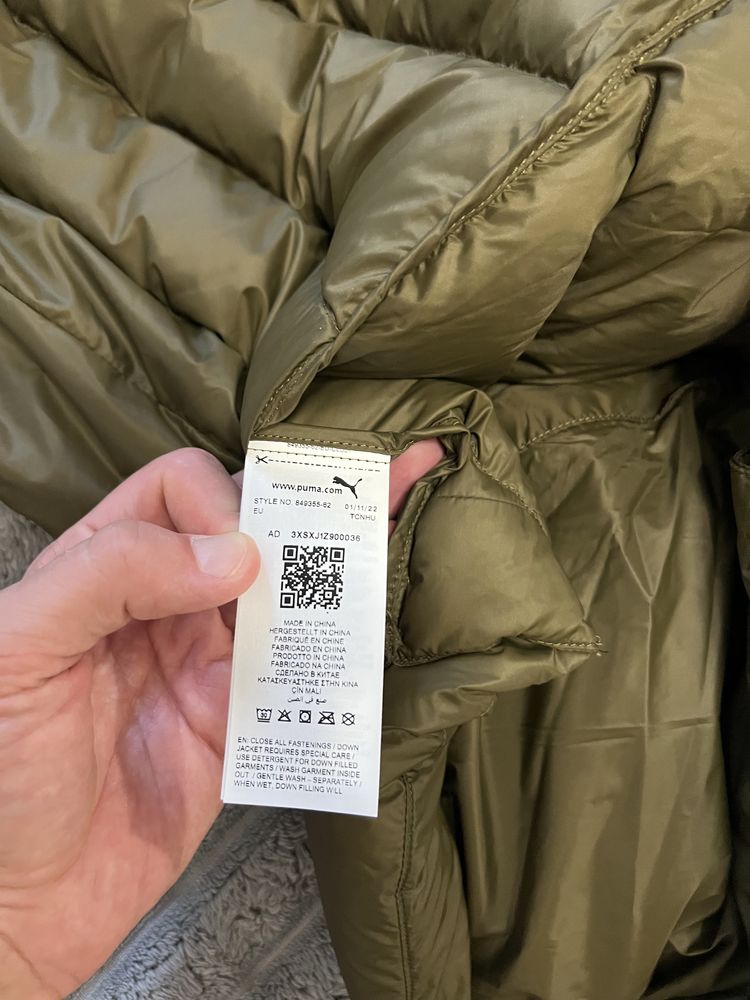 www.puma.com
STYLE NO. 849355-62 01/11/22
EU TCNHU
AD 3XSXJ1Z900036
MADE IN CHINA
HERGESTELLT IN CHINA
FABRIQUÉ EN CHINE
FABRICADO EN CHINA
PRODOTTO IN CHINA
FABRICADO NA CHINA
СДЕЛАНО В КИТАЕ
ΚΑΤΑΣΚΕΥΑΣΤΗΚΕ ΣΤΗΝ ΚΙΝΑ
ÇİN MALI
صنع في الصين
30
EN: CLOSE ALL FASTENINGS / DOWN
JACKET REQUIRES SPECIAL CARE /
USE DETERGENT FOR DOWN FILLED
GARMENTS / WASH GARMENT INSIDE
OUT / GENTLE WASH – SEPARATELY /
WHEN WET, DOWN FILLING WILL